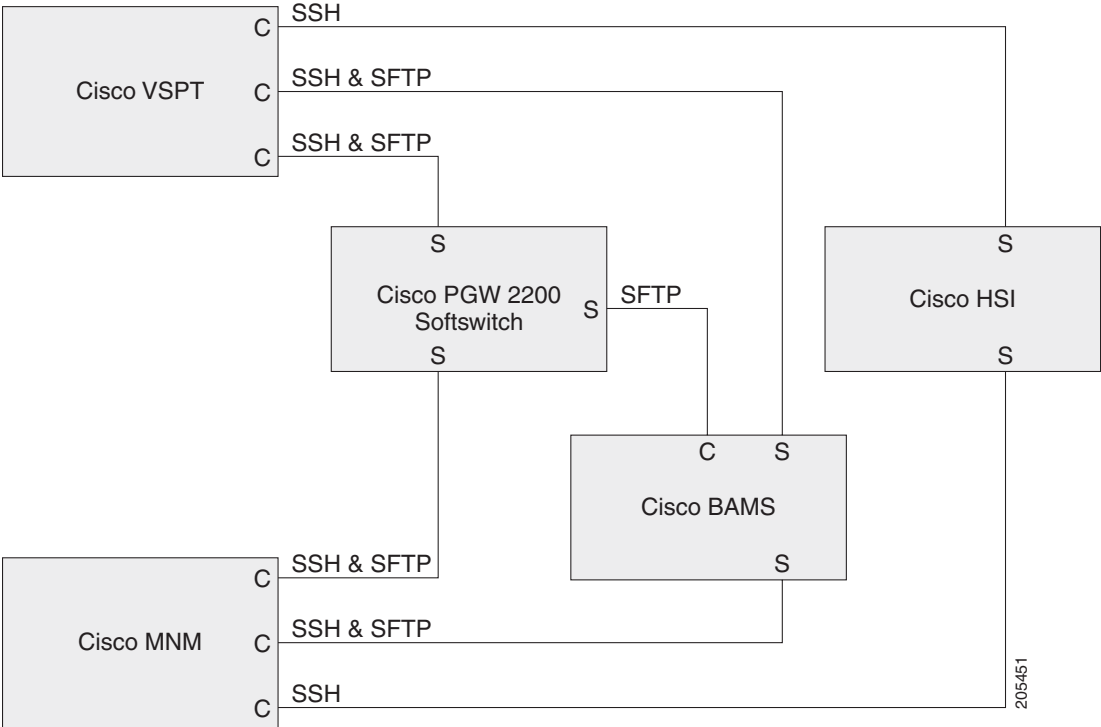 SSH
C
SSH & SFTP
Cisco VSPT
C
SSH & SFTP
C
S
S
Cisco PGW 2200
Softswitch
S
SFTP
Cisco HSI
S
S
C
S
Cisco BAMS
S
SSH & SFTP
C
SSH & SFTP
Cisco MNM
C
SSH
C
205451